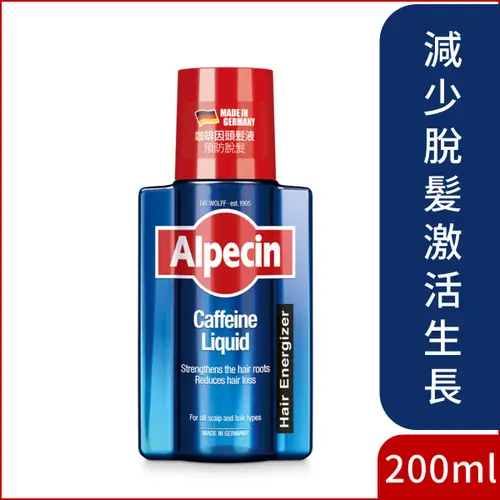 MADE IN
GERMANY
咖啡因頭髮液
預防脫髮
DR. WOLFF - est. 1905
Alpecin
Caffeine
Liquid
Strengthens the hair roots
Reduces hair loss
For all scalp and hair types
MADE IN GERMANY
Hair Energizer
減少脫髮激活生長
200ml